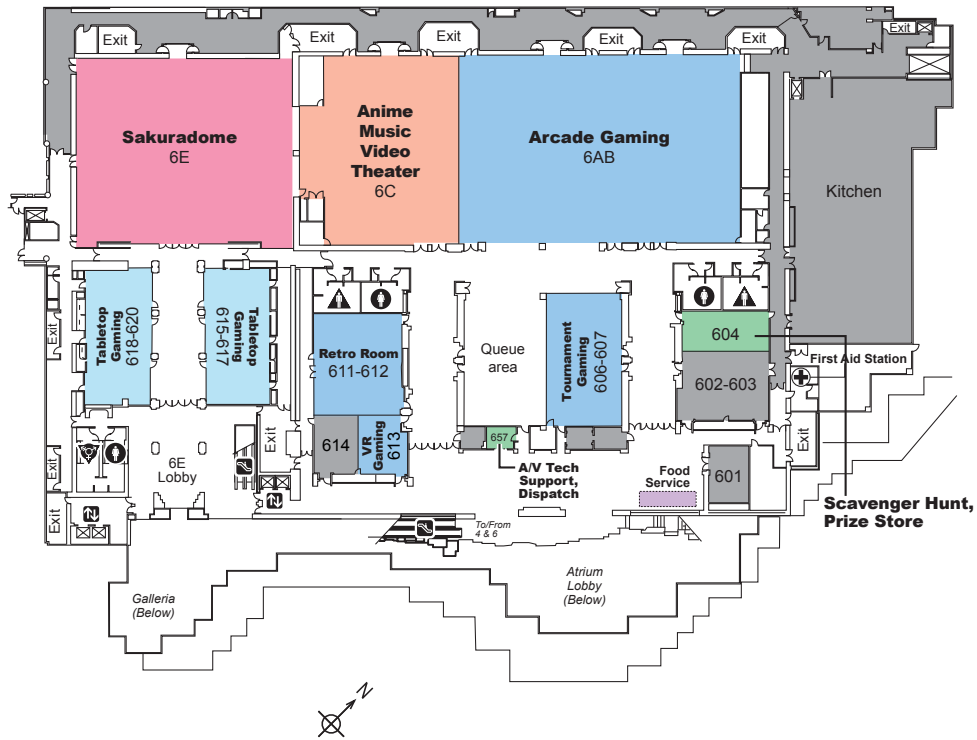 Exit
Exit
Exit
Exit
Exit
Exit
Sakuradome
6E
Anime
Music
Video
Theater
6C
Arcade Gaming
6AB
Kitchen
Exit
Tabletop
Gaming
618-620
Tabletop
Gaming
615-617
Retro Room
611-612
Queue
area
Tournament
Gaming
606-607
604
First Aid Station
602-603
Exit
6E
Lobby
Exit
614
VR
Gaming
613
657
A/V Tech
Support,
Dispatch
Food
Service
601
Exit
Scavenger Hunt,
Prize Store
Exit
To/From
4 & 6
Galleria
(Below)
Atrium
Lobby
(Below)
N